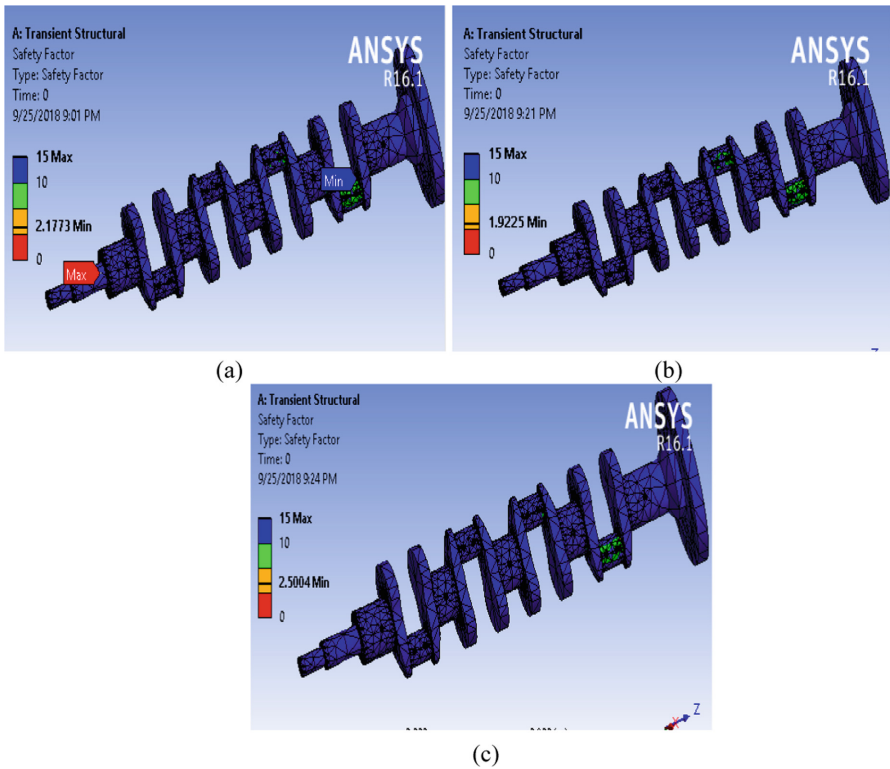 A: Transient Structural
Safety Factor
Type: Safety Factor
Time: 0
9/25/2018 9:01 PM
ANSYS
R16.1
15 Max
10
2.1773 Min
0
Max
Min
(a)
A: Transient Structural
Safety Factor
Type: Safety Factor
Time: 0
9/25/2018 9:21 PM
ANSYS
R16.1
15 Max
10
1.9225 Min
0
Z
(b)
A: Transient Structural
Safety Factor
Type: Safety Factor
Time: 0
9/25/2018 9:24 PM
ANSYS
R16.1
15 Max
10
2.5004 Min
0
X
Z
(c)